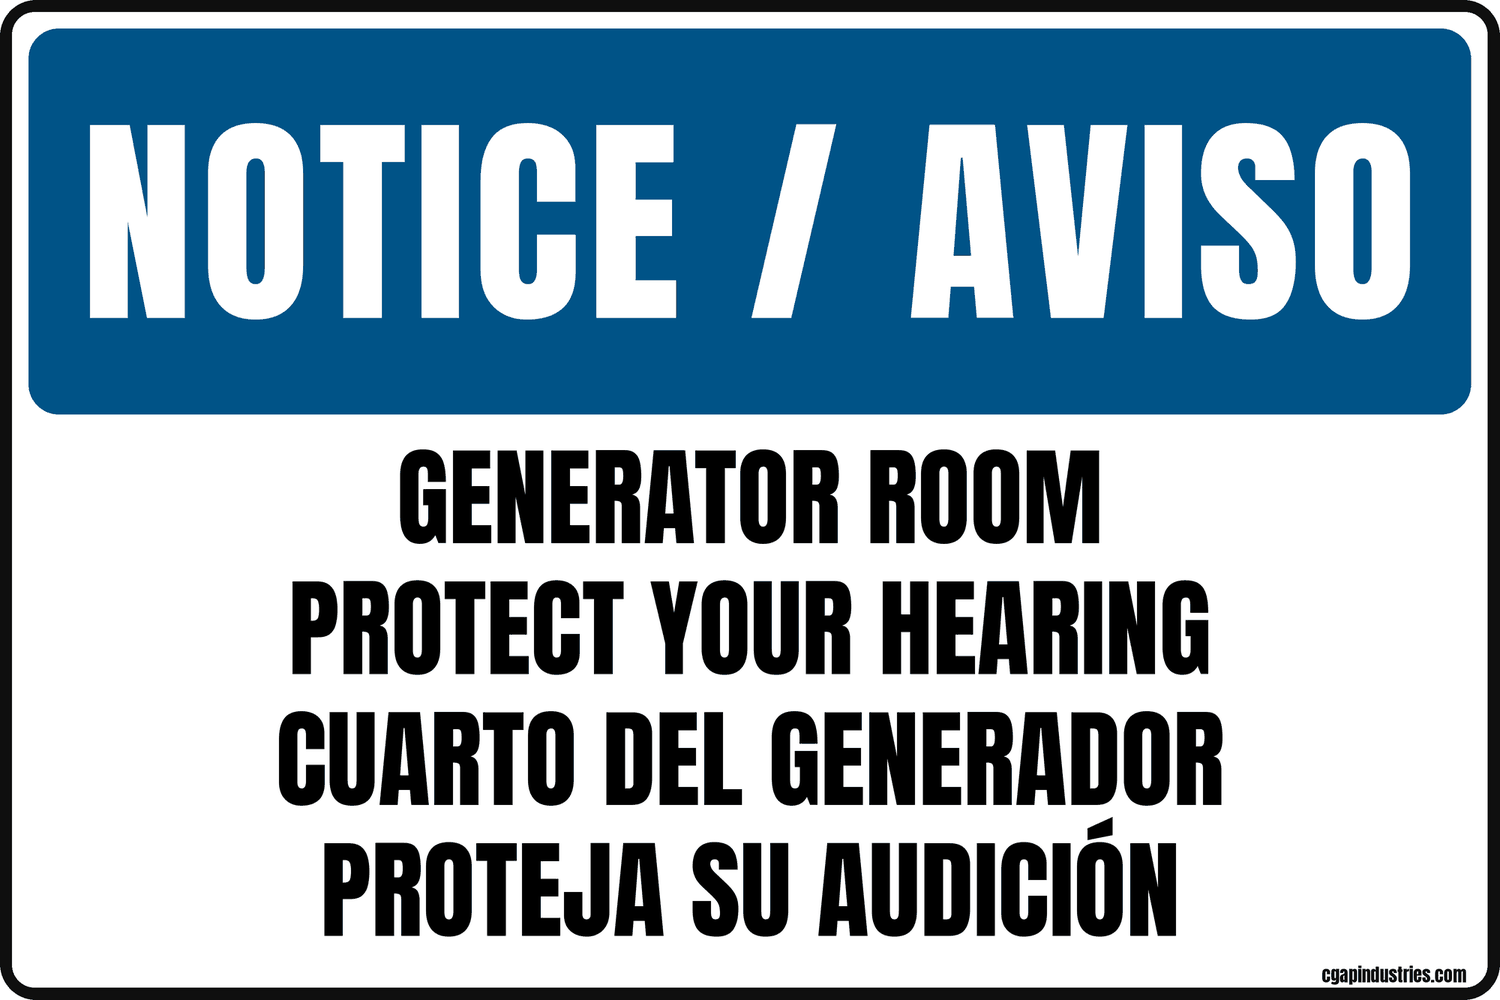 NOTICE / AVISO
GENERATOR ROOM
PROTECT YOUR HEARING
CUARTO DEL GENERADOR
PROTEJA SU AUDICIÓN
cgapindustries.com